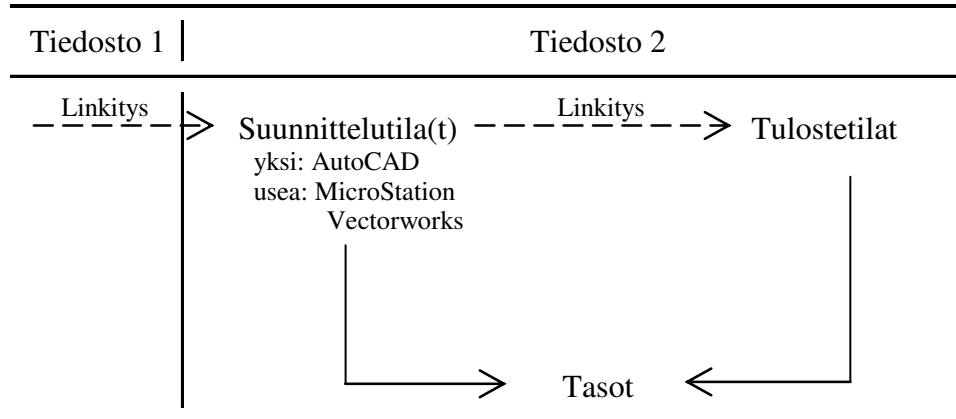 Tiedosto 1
Tiedosto 2
Linkitys
Linkitys
Suunnittelutila(t)
Tulostetilat
yksi: AutoCAD
usea: MicroStation
Vectorworks
Tasot